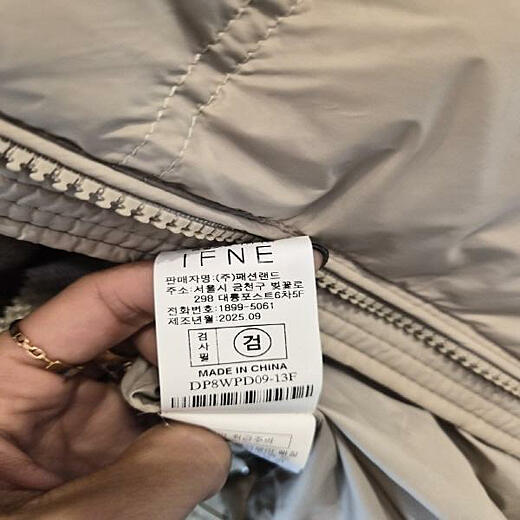 IFNE
판매자명:(주)패션랜드
주소:서울시 금천구 벚꽃로
298 대륭포스트6차5F
전화번호:1899-5061
제조년월:2025.09
검사필
검
MADE IN CHINA
DP8WPD09-13F